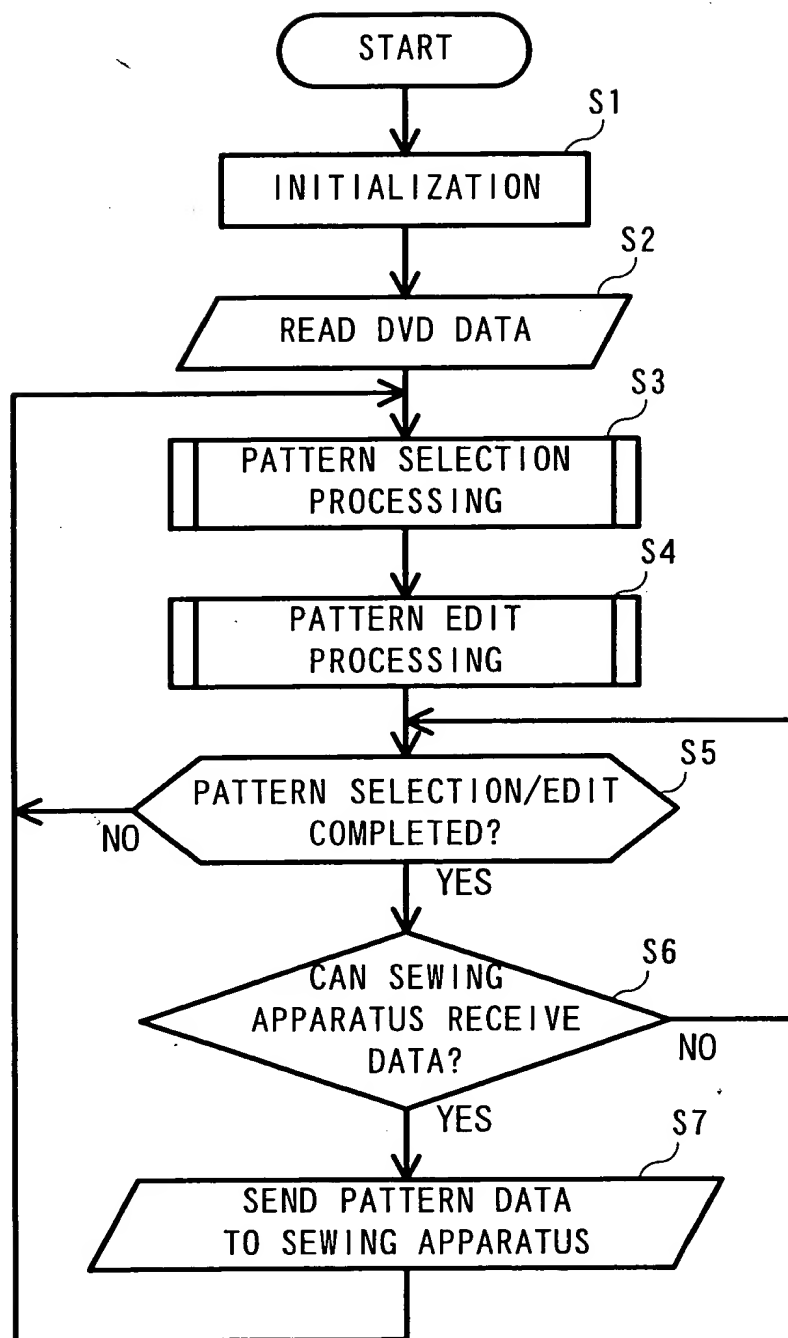 START
S1
INITIALIZATION
S2
READ DVD DATA
S3
PATTERN SELECTION
PROCESSING
S4
PATTERN EDIT
PROCESSING
S5
PATTERN SELECTION/EDIT
COMPLETED?
NO
YES
S6
CAN SEWING
APPARATUS RECEIVE
DATA?
NO
YES
S7
SEND PATTERN DATA
TO SEWING APPARATUS